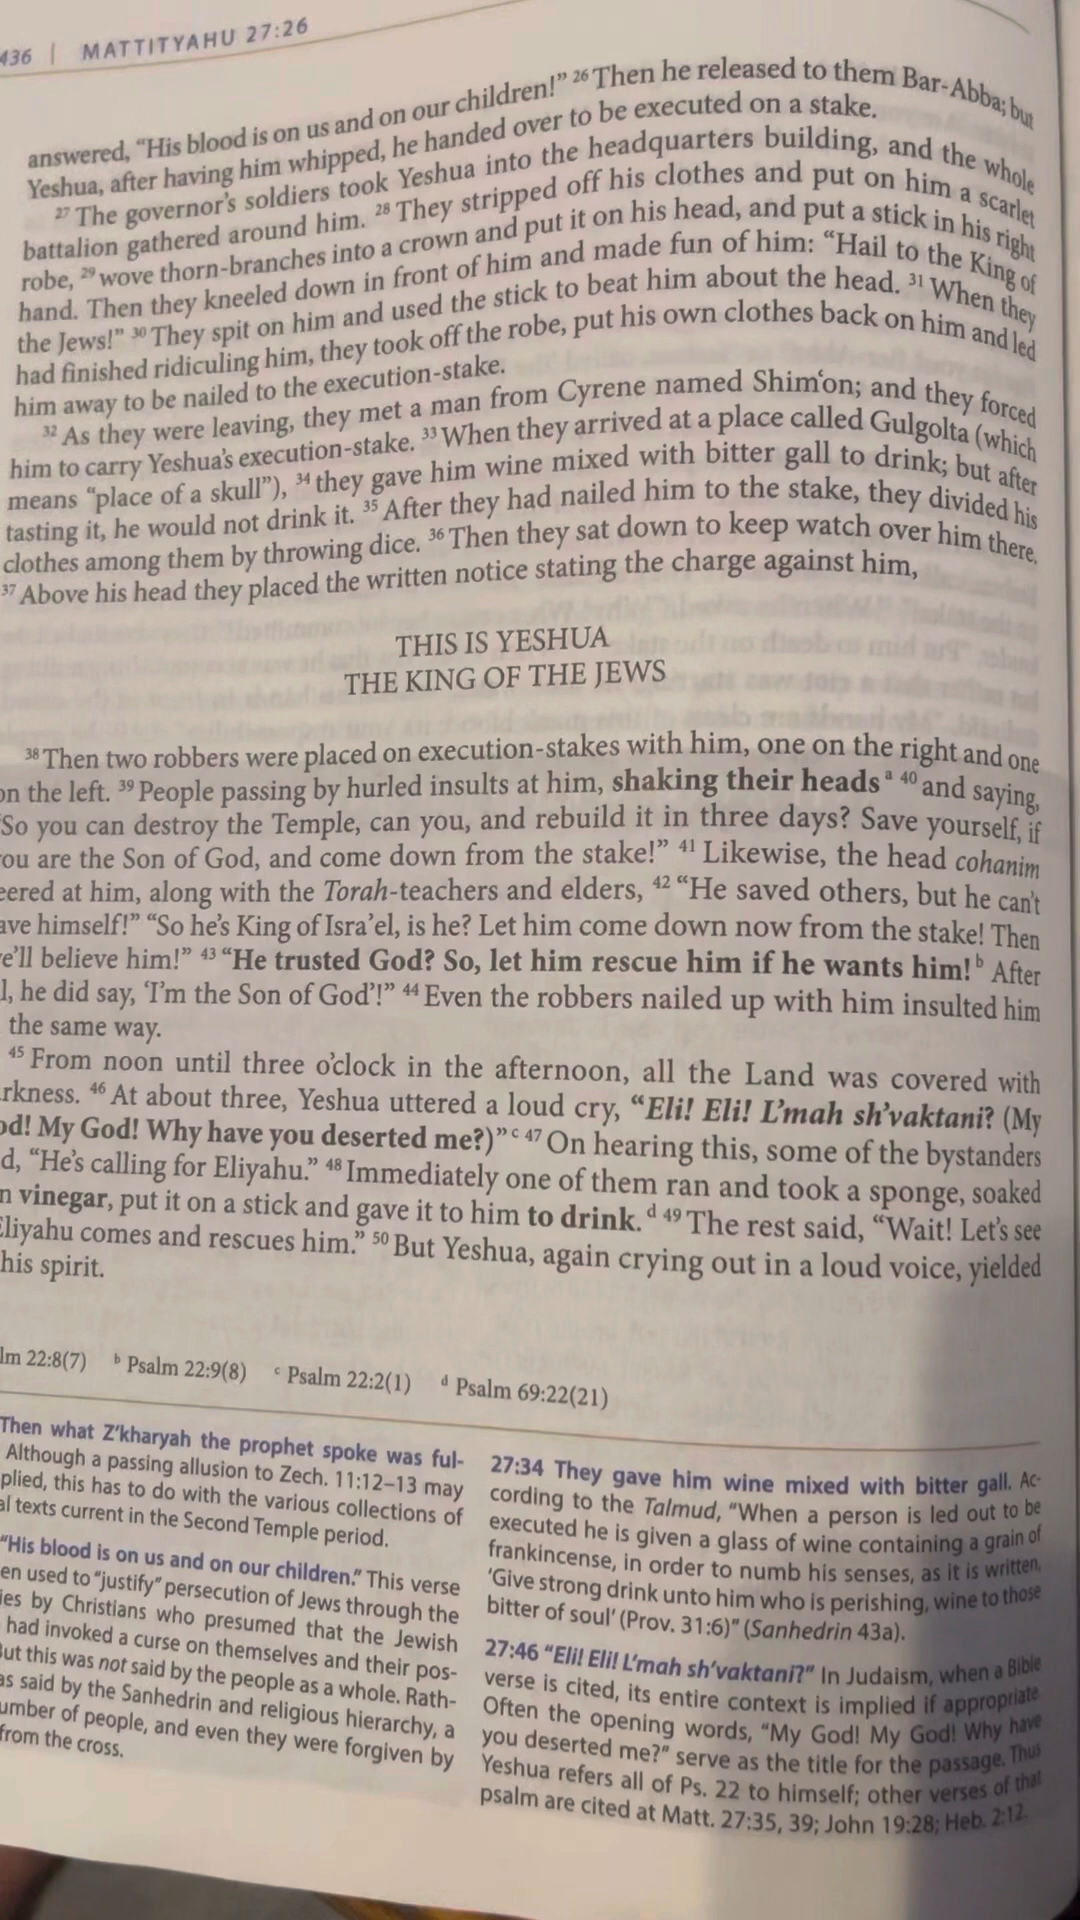 436 | MATTITYAHU 27:26
answered, “His blood is on us and on our children!” 26 Then he released to them Bar-Abba; but
Yeshua, after having him whipped, he handed over to be executed on a stake.
27 The governor’s soldiers took Yeshua into the headquarters building, and the whole
battalion gathered around him. 28 They stripped off his clothes and put on him a scarlet
robe, 29 wove thorn-branches into a crown and put it on his head, and put a stick in his right
hand. Then they kneeled down in front of him and made fun of him: “Hail to the King of
the Jews!” 30 They spit on him and used the stick to beat him about the head. 31 When they
had finished ridiculing him, they took off the robe, put his own clothes back on him and led
him away to be nailed to the execution-stake.
32 As they were leaving, they met a man from Cyrene named Shim‘on; and they forced
him to carry Yeshua’s execution-stake. 33 When they arrived at a place called Gulgolta (which
means “place of a skull”), 34 they gave him wine mixed with bitter gall to drink; but after
tasting it, he would not drink it. 35 After they had nailed him to the stake, they divided his
clothes among them by throwing dice. 36 Then they sat down to keep watch over him there.
37 Above his head they placed the written notice stating the charge against him,
THIS IS YESHUA
THE KING OF THE JEWS
38 Then two robbers were placed on execution-stakes with him, one on the right and one
on the left. 39 People passing by hurled insults at him, shaking their heads a 40 and saying,
“So you can destroy the Temple, can you, and rebuild it in three days? Save yourself, if
ou are the Son of God, and come down from the stake!” 41 Likewise, the head cohanim
eered at him, along with the Torah-teachers and elders, 42 “He saved others, but he can’t
ave himself!” “So he’s King of Isra’el, is he? Let him come down now from the stake! Then
e’ll believe him!” 43 “He trusted God? So, let him rescue him if he wants him! b After
l, he did say, ‘I’m the Son of God’!” 44 Even the robbers nailed up with him insulted him
the same way.
45 From noon until three o’clock in the afternoon, all the Land was covered with
rkness. 46 At about three, Yeshua uttered a loud cry, “Eli! Eli! L’mah sh’vaktani? (My
od! My God! Why have you deserted me?)” c 47 On hearing this, some of the bystanders
d, “He’s calling for Eliyahu.” 48 Immediately one of them ran and took a sponge, soaked
n vinegar, put it on a stick and gave it to him to drink. d 49 The rest said, “Wait! Let’s see
Eliyahu comes and rescues him.” 50 But Yeshua, again crying out in a loud voice, yielded
his spirit.
lm 22:8(7) b Psalm 22:9(8) c Psalm 22:2(1) d Psalm 69:22(21)
Then what Z’kharyah the prophet spoke was ful-
Although a passing allusion to Zech. 11:12–13 may
plied, this has to do with the various collections of
al texts current in the Second Temple period.
“His blood is on us and on our children.” This verse
en used to “justify” persecution of Jews through the
ies by Christians who presumed that the Jewish
had invoked a curse on themselves and their pos-
But this was not said by the people as a whole. Rath-
as said by the Sanhedrin and religious hierarchy, a
umber of people, and even they were forgiven by
from the cross.
27:34 They gave him wine mixed with bitter gall. Ac-
cording to the Talmud, “When a person is led out to be
executed he is given a glass of wine containing a grain of
frankincense, in order to numb his senses, as it is written,
‘Give strong drink unto him who is perishing, wine to those
bitter of soul’ (Prov. 31:6)” (Sanhedrin 43a).
27:46 “Eli! Eli! L’mah sh’vaktani?” In Judaism, when a Bible
verse is cited, its entire context is implied if appropriate.
Often the opening words, “My God! My God! Why have
you deserted me?” serve as the title for the passage. Thus
Yeshua refers all of Ps. 22 to himself; other verses of that
psalm are cited at Matt. 27:35, 39; John 19:28; Heb. 2:12.